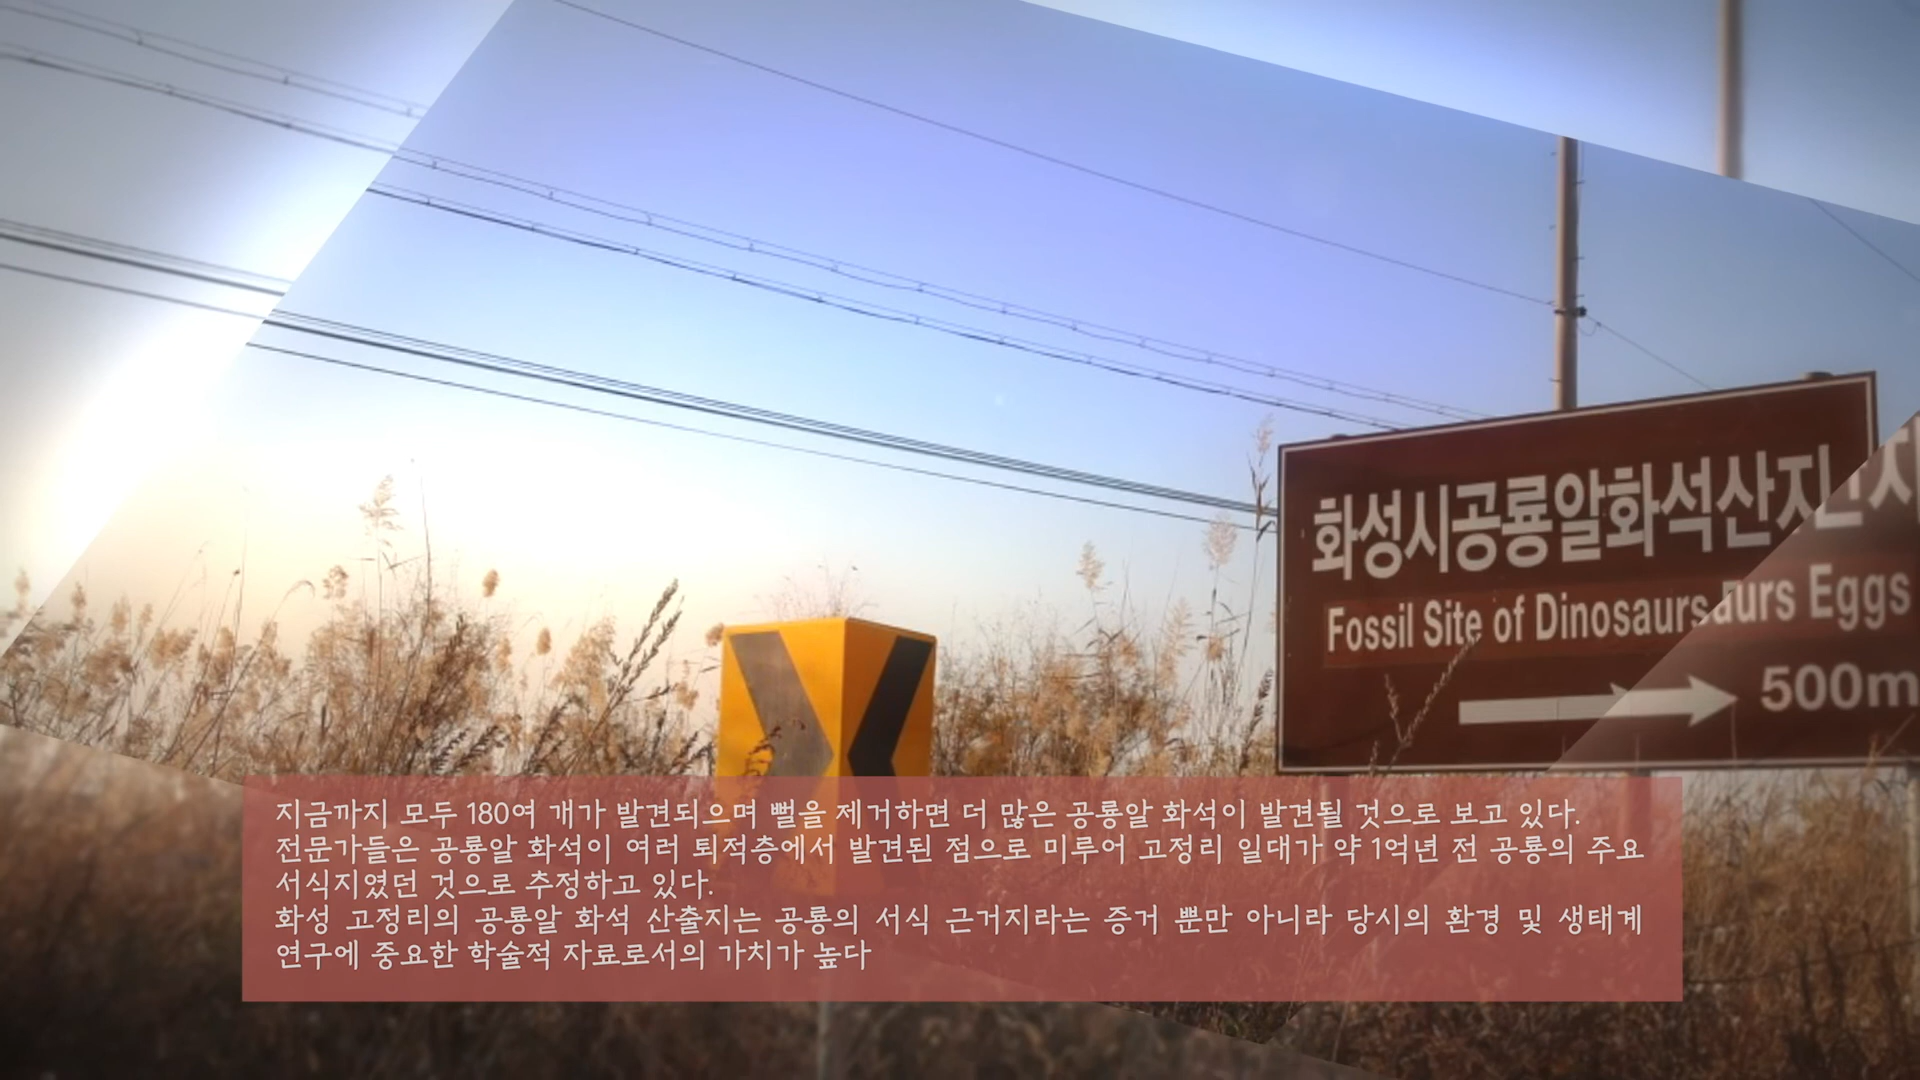 화성시공룡알화석산지
Fossil Site of Dinosaurs Eggs
500m
지금까지 모두 180여 개가 발견되으며 뻘을 제거하면 더 많은 공룡알 화석이 발견될 것으로 보고 있다.
전문가들은 공룡알 화석이 여러 퇴적층에서 발견된 점으로 미루어 고정리 일대가 약 1억년 전 공룡의 주요
서식지였던 것으로 추정하고 있다.
화성 고정리의 공룡알 화석 산출지는 공룡의 서식 근거지라는 증거 뿐만 아니라 당시의 환경 및 생태계
연구에 중요한 학술적 자료로서의 가치가 높다